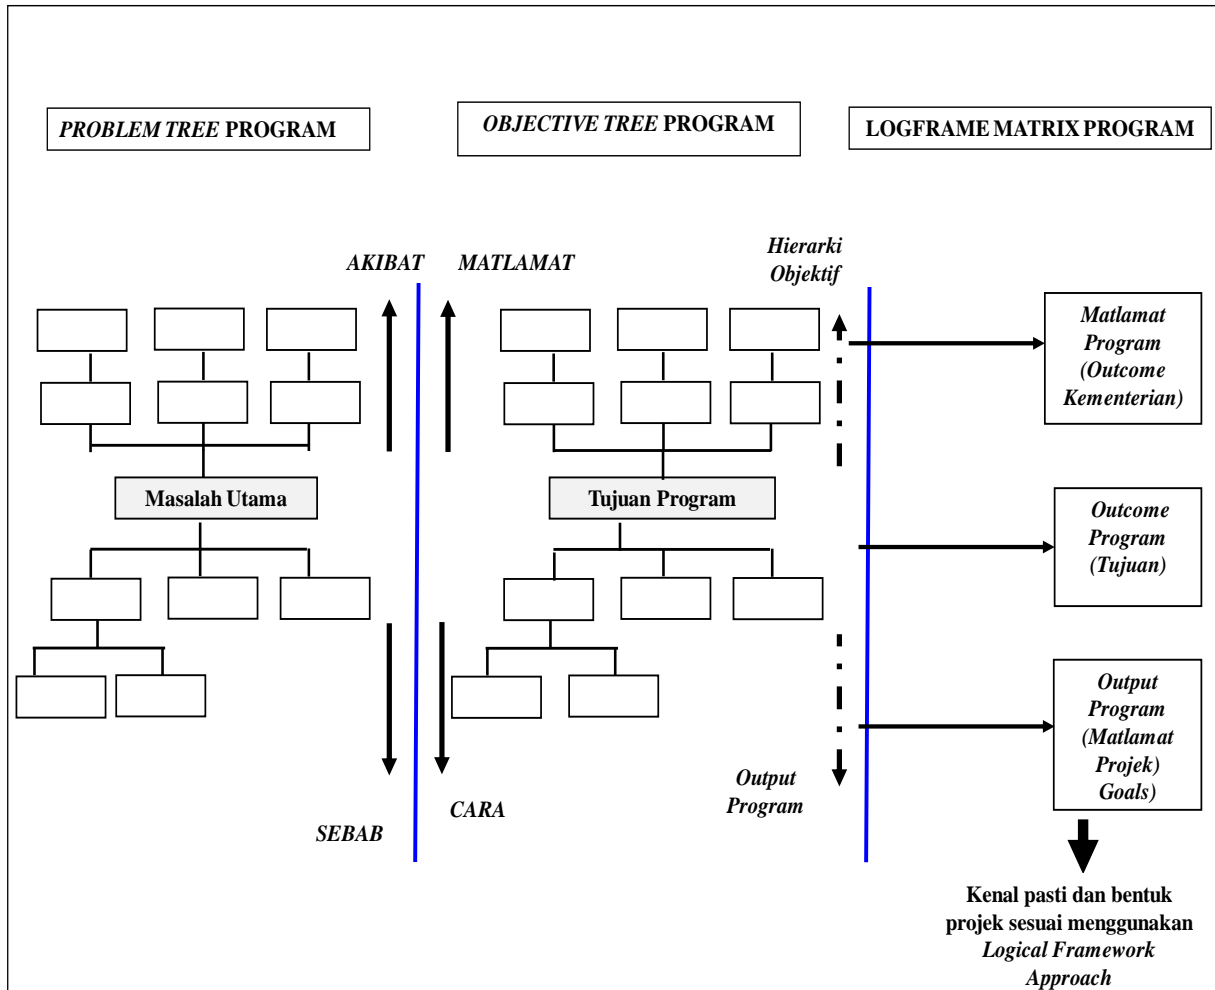 PROBLEM TREE PROGRAM
OBJECTIVE TREE PROGRAM
LOGFRAME MATRIX PROGRAM
AKIBAT
MATLAMAT
Hierarki
Objektif
Matlamat
Program
(Outcome
Kementerian)
Masalah Utama
Tujuan Program
Outcome
Program
(Tujuan)
SEBAB
CARA
Output
Program
Output
Program
(Matlamat
Projek)
Goals)
Kenal pasti dan bentuk
projek sesuai menggunakan
Logical Framework
Approach